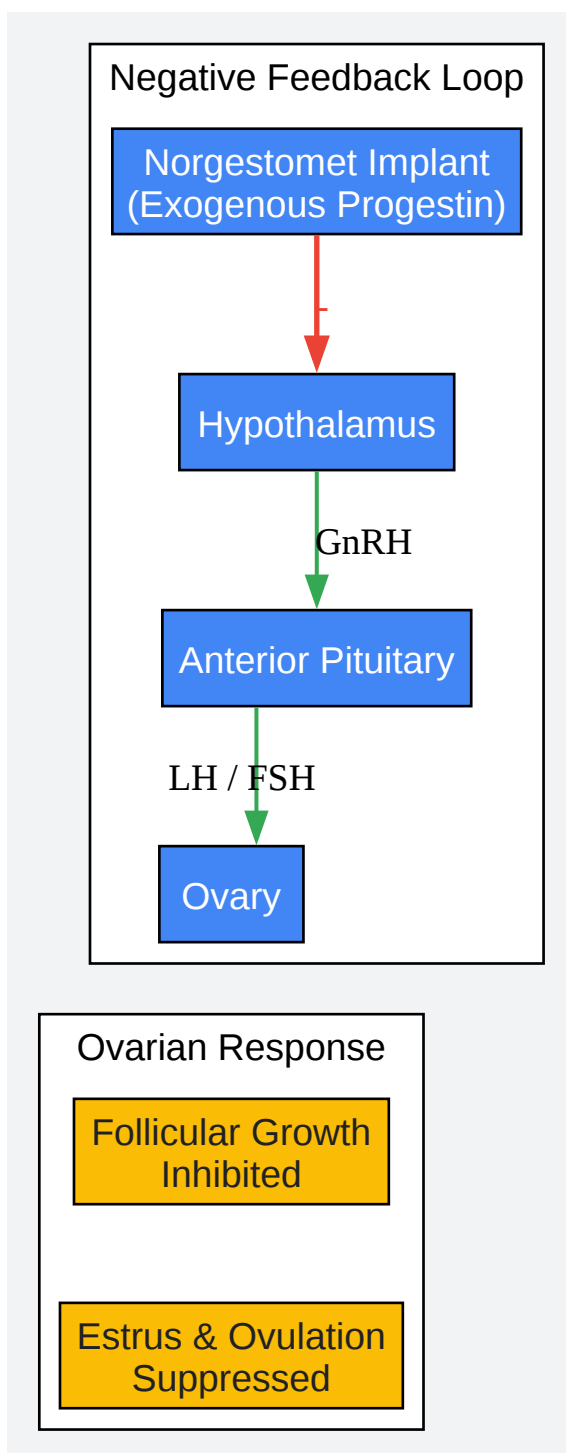 Negative Feedback Loop
Norgestomet Implant
(Exogenous Progestin)
-
Hypothalamus
GnRH
Anterior Pituitary
LH / FSH
Ovary
Ovarian Response
Follicular Growth
Inhibited
Estrus & Ovulation
Suppressed